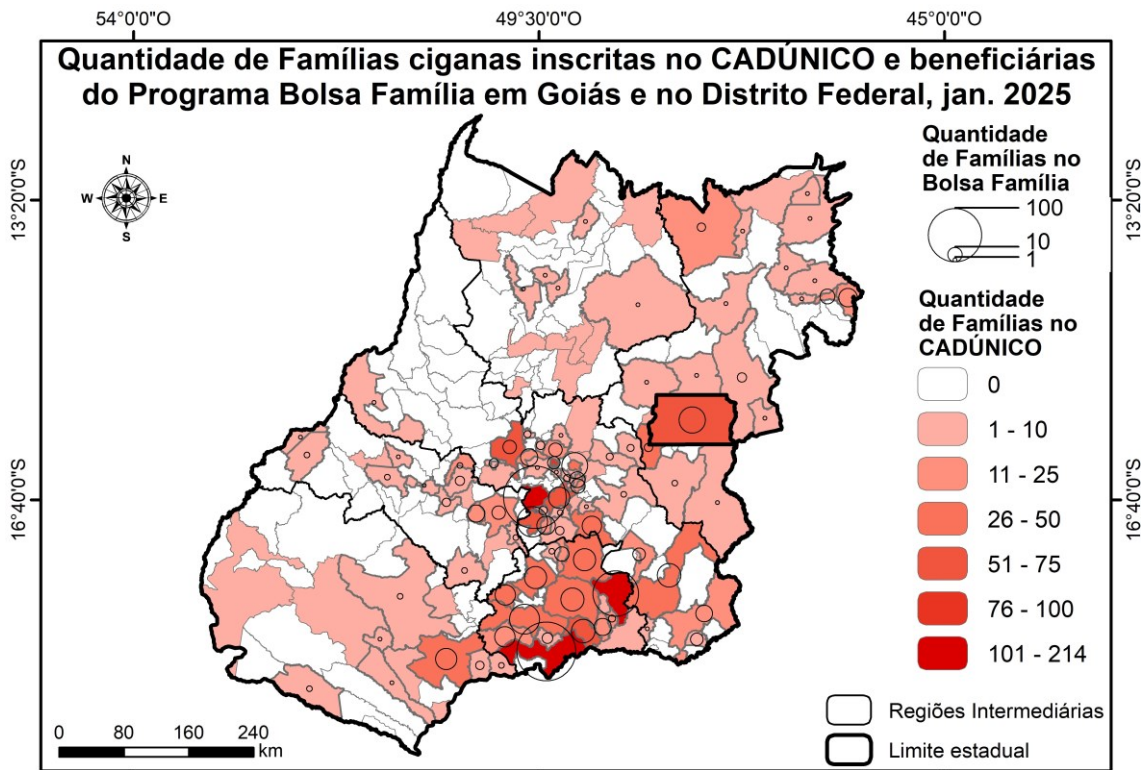 54°0'0"O 49°30'0"O 45°0'0"O
Quantidade de Famílias ciganas inscritas no CADÚNICO e beneficiárias
do Programa Bolsa Família em Goiás e no Distrito Federal, jan. 2025
N
W E
S
13°20'0"S
13°20'0"S
16°40'0"S
16°40'0"S
Quantidade
de Famílias no
Bolsa Família
100
10
1
Quantidade
de Famílias no
CADÚNICO
0
1 - 10
11 - 25
26 - 50
51 - 75
76 - 100
101 - 214
Regiões Intermediárias
Limite estadual
0 80 160 240
km